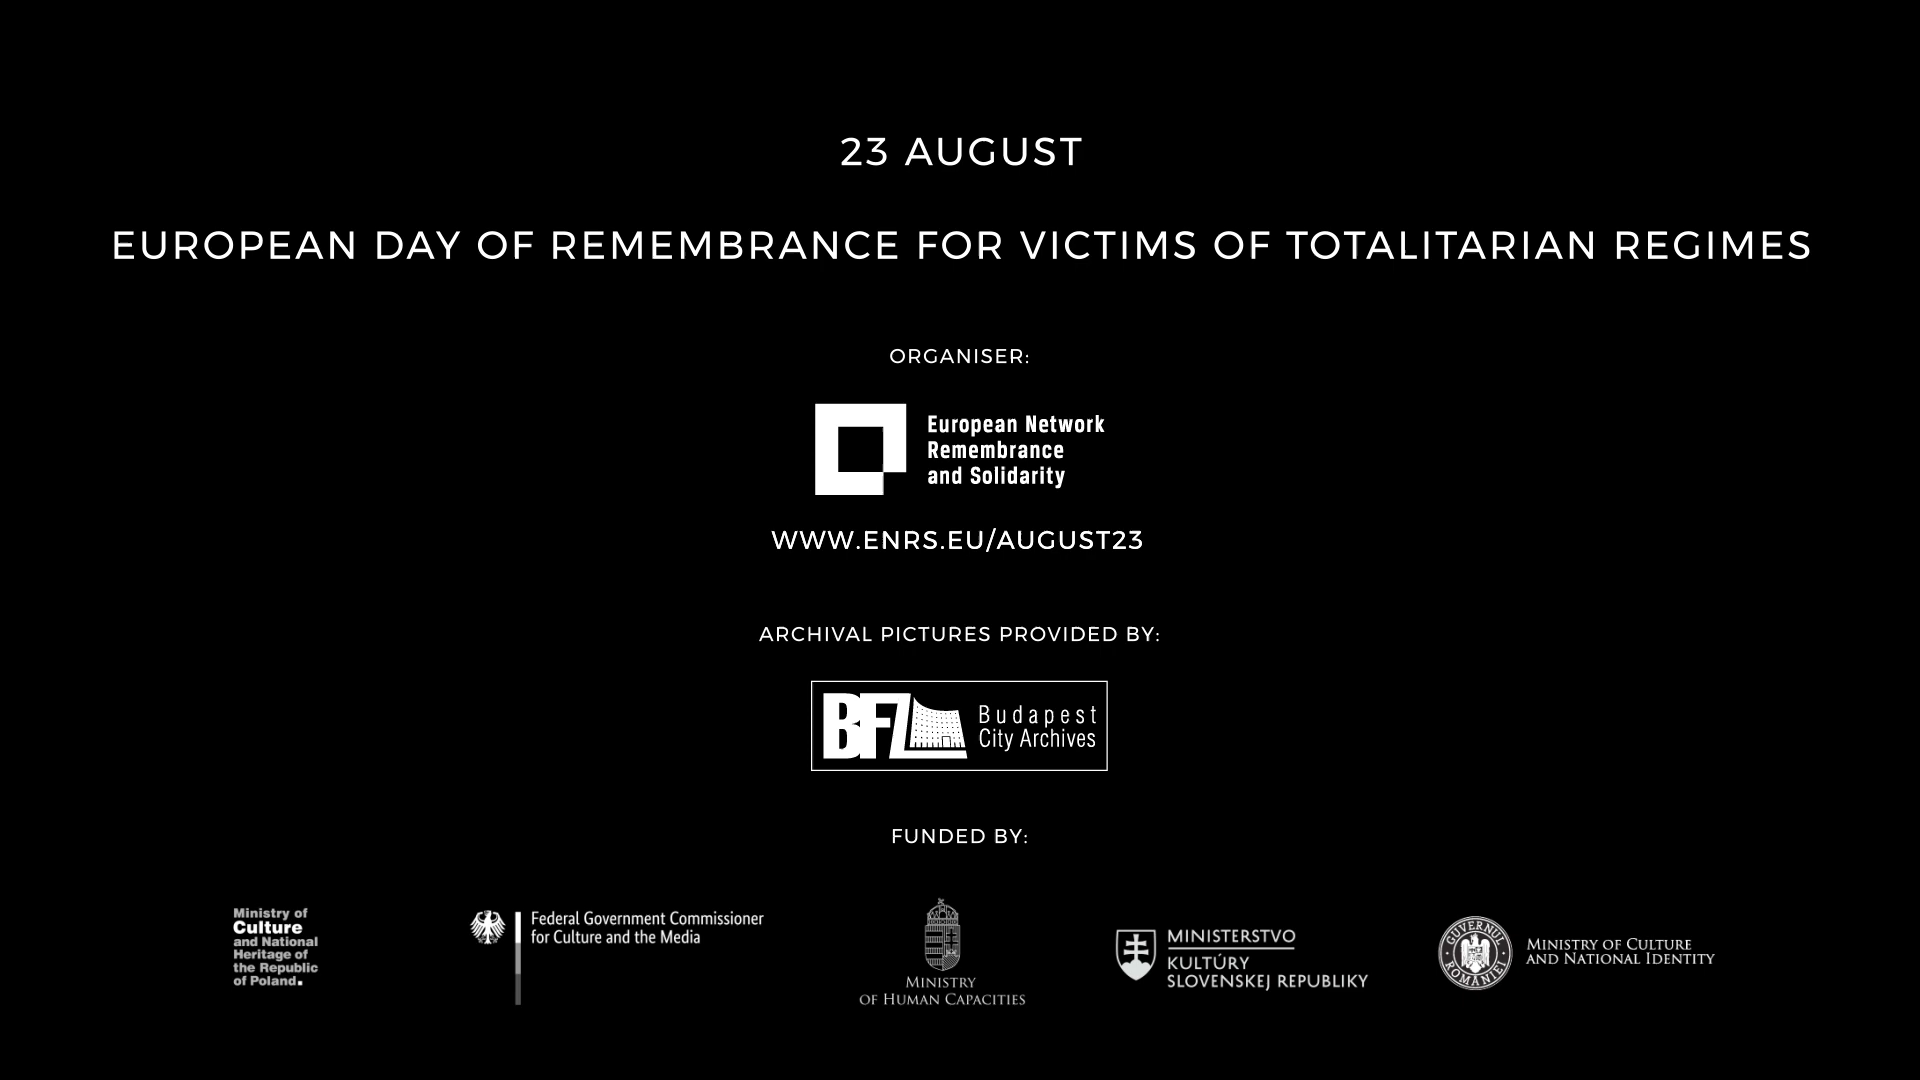 23 AUGUST
EUROPEAN DAY OF REMEMBRANCE FOR VICTIMS OF TOTALITARIAN REGIMES
ORGANISER:
European Network
Remembrance
and Solidarity
WWW.ENRS.EU/AUGUST23
ARCHIVAL PICTURES PROVIDED BY:
BFL
Budapest
City Archives
FUNDED BY:
Ministry of
Culture
and National
Heritage of
the Republic
of Poland.
Federal Government Commissioner
for Culture and the Media
MINISTRY
OF HUMAN CAPACITIES
MINISTERSTVO
KULTÚRY
SLOVENSKEJ REPUBLIKY
GUVERNUL
ROMÂNIEI
MINISTRY OF CULTURE
AND NATIONAL IDENTITY